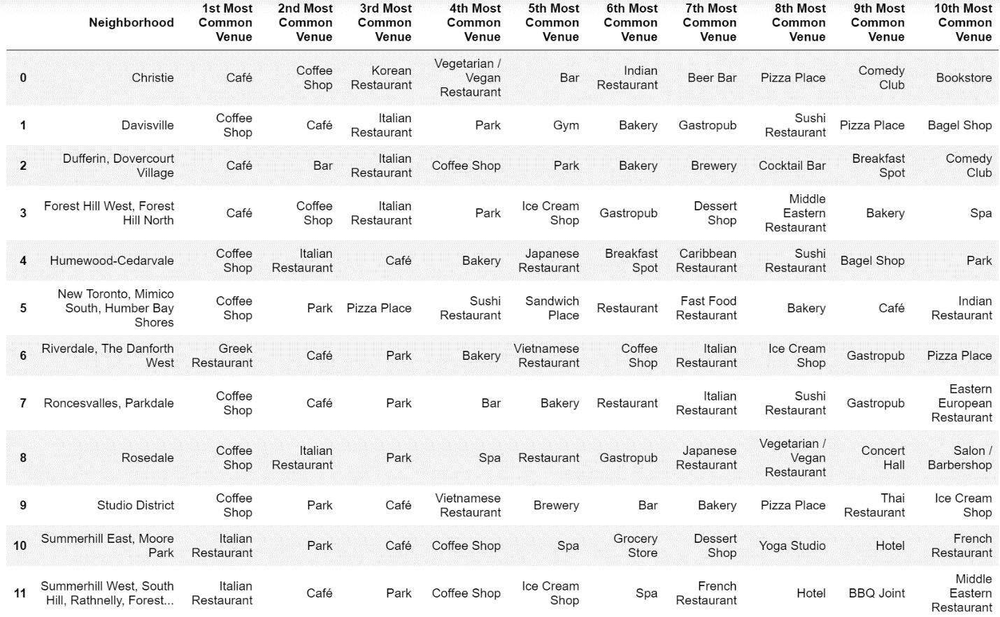 Neighborhood 1st Most Common Venue 2nd Most Common Venue 3rd Most Common Venue 4th Most Common Venue 5th Most Common Venue 6th Most Common Venue 7th Most Common Venue 8th Most Common Venue 9th Most Common Venue 10th Most Common Venue
0 Christie Café Coffee Shop Korean Restaurant Vegetarian / Vegan Restaurant Bar Indian Restaurant Beer Bar Pizza Place Comedy Club Bookstore
1 Davisville Coffee Shop Café Italian Restaurant Park Gym Bakery Gastropub Sushi Restaurant Pizza Place Bagel Shop
2 Dufferin, Dovercourt Village Café Bar Italian Restaurant Coffee Shop Park Bakery Brewery Cocktail Bar Breakfast Spot Comedy Club
3 Forest Hill West, Forest Hill North Café Coffee Shop Italian Restaurant Park Ice Cream Shop Gastropub Dessert Shop Middle Eastern Restaurant Bakery Spa
4 Humewood-Cedarvale Coffee Shop Italian Restaurant Café Bakery Japanese Restaurant Breakfast Spot Caribbean Restaurant Sushi Restaurant Bagel Shop Park
5 New Toronto, Mimico South, Humber Bay Shores Coffee Shop Park Pizza Place Sushi Restaurant Sandwich Place Restaurant Fast Food Restaurant Bakery Café Indian Restaurant
6 Riverdale, The Danforth West Greek Restaurant Café Park Bakery Vietnamese Restaurant Coffee Shop Italian Restaurant Ice Cream Shop Gastropub Pizza Place
7 Roncesvalles, Parkdale Coffee Shop Café Park Bar Bakery Restaurant Italian Restaurant Sushi Restaurant Gastropub Eastern European Restaurant
8 Rosedale Coffee Shop Italian Restaurant Park Spa Restaurant Gastropub Japanese Restaurant Vegetarian / Vegan Restaurant Concert Hall Salon / Barbershop
9 Studio District Coffee Shop Park Café Vietnamese Restaurant Brewery Bar Bakery Pizza Place Thai Restaurant Ice Cream Shop
10 Summerhill East, Moore Park Italian Restaurant Park Café Coffee Shop Spa Grocery Store Dessert Shop Yoga Studio Hotel French Restaurant
11 Summerhill West, South Hill, Rathnelly, Forest... Italian Restaurant Café Park Coffee Shop Ice Cream Shop Spa French Restaurant Hotel BBQ Joint Middle Eastern Restaurant